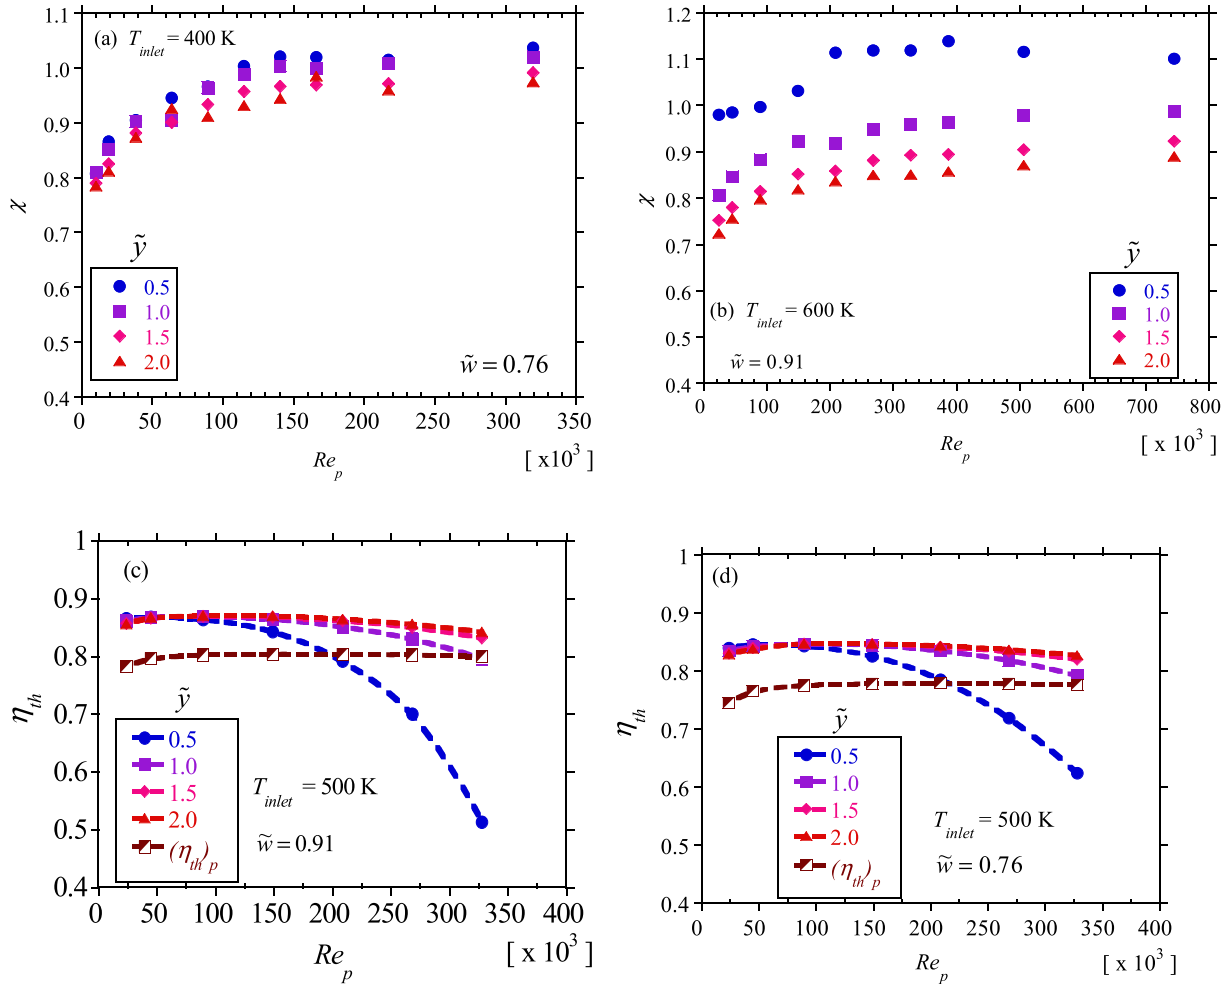 (a) T_inlet = 400 K
1.1
1.0
0.9
0.8
0.7
0.6
0.5
0.4
χ
ỹ
0.5
1.0
1.5
2.0
w̃ = 0.76
0 50 100 150 200 250 300 350
Re_p [ x10³ ]
1.2
1.1
1.0
0.9
0.8
0.7
0.6
0.5
0.4
χ
(b) T_inlet = 600 K
w̃ = 0.91
ỹ
0.5
1.0
1.5
2.0
0 100 200 300 400 500 600 700 800
Re_p [ x10³ ]
(c)
1
0.9
0.8
0.7
0.6
0.5
0.4
η_th
ỹ
0.5
1.0
1.5
2.0
(η_th)_p
T_inlet = 500 K
w̃ = 0.91
0 50 100 150 200 250 300 350 400
Re_p [ x 10³ ]
(d)
1
0.9
0.8
0.7
0.6
0.5
0.4
η_th
ỹ
0.5
1.0
1.5
2.0
(η_th)_p
T_inlet = 500 K
w̃ = 0.76
0 50 100 150 200 250 300 350 400
Re_p [ x 10³ ]